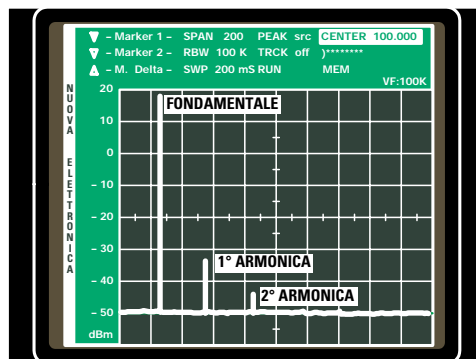 - Marker 1 - SPAN 200 PEAK src CENTER 100.000
- Marker 2 - RBW 100 K TRCK off )********
- M. Delta - SWP 200 mS RUN MEM
VF:100K
NUOVA ELETTRONICA
20
10
0
- 10
- 20
- 30
- 40
- 50
dBm
FONDAMENTALE
1° ARMONICA
2° ARMONICA